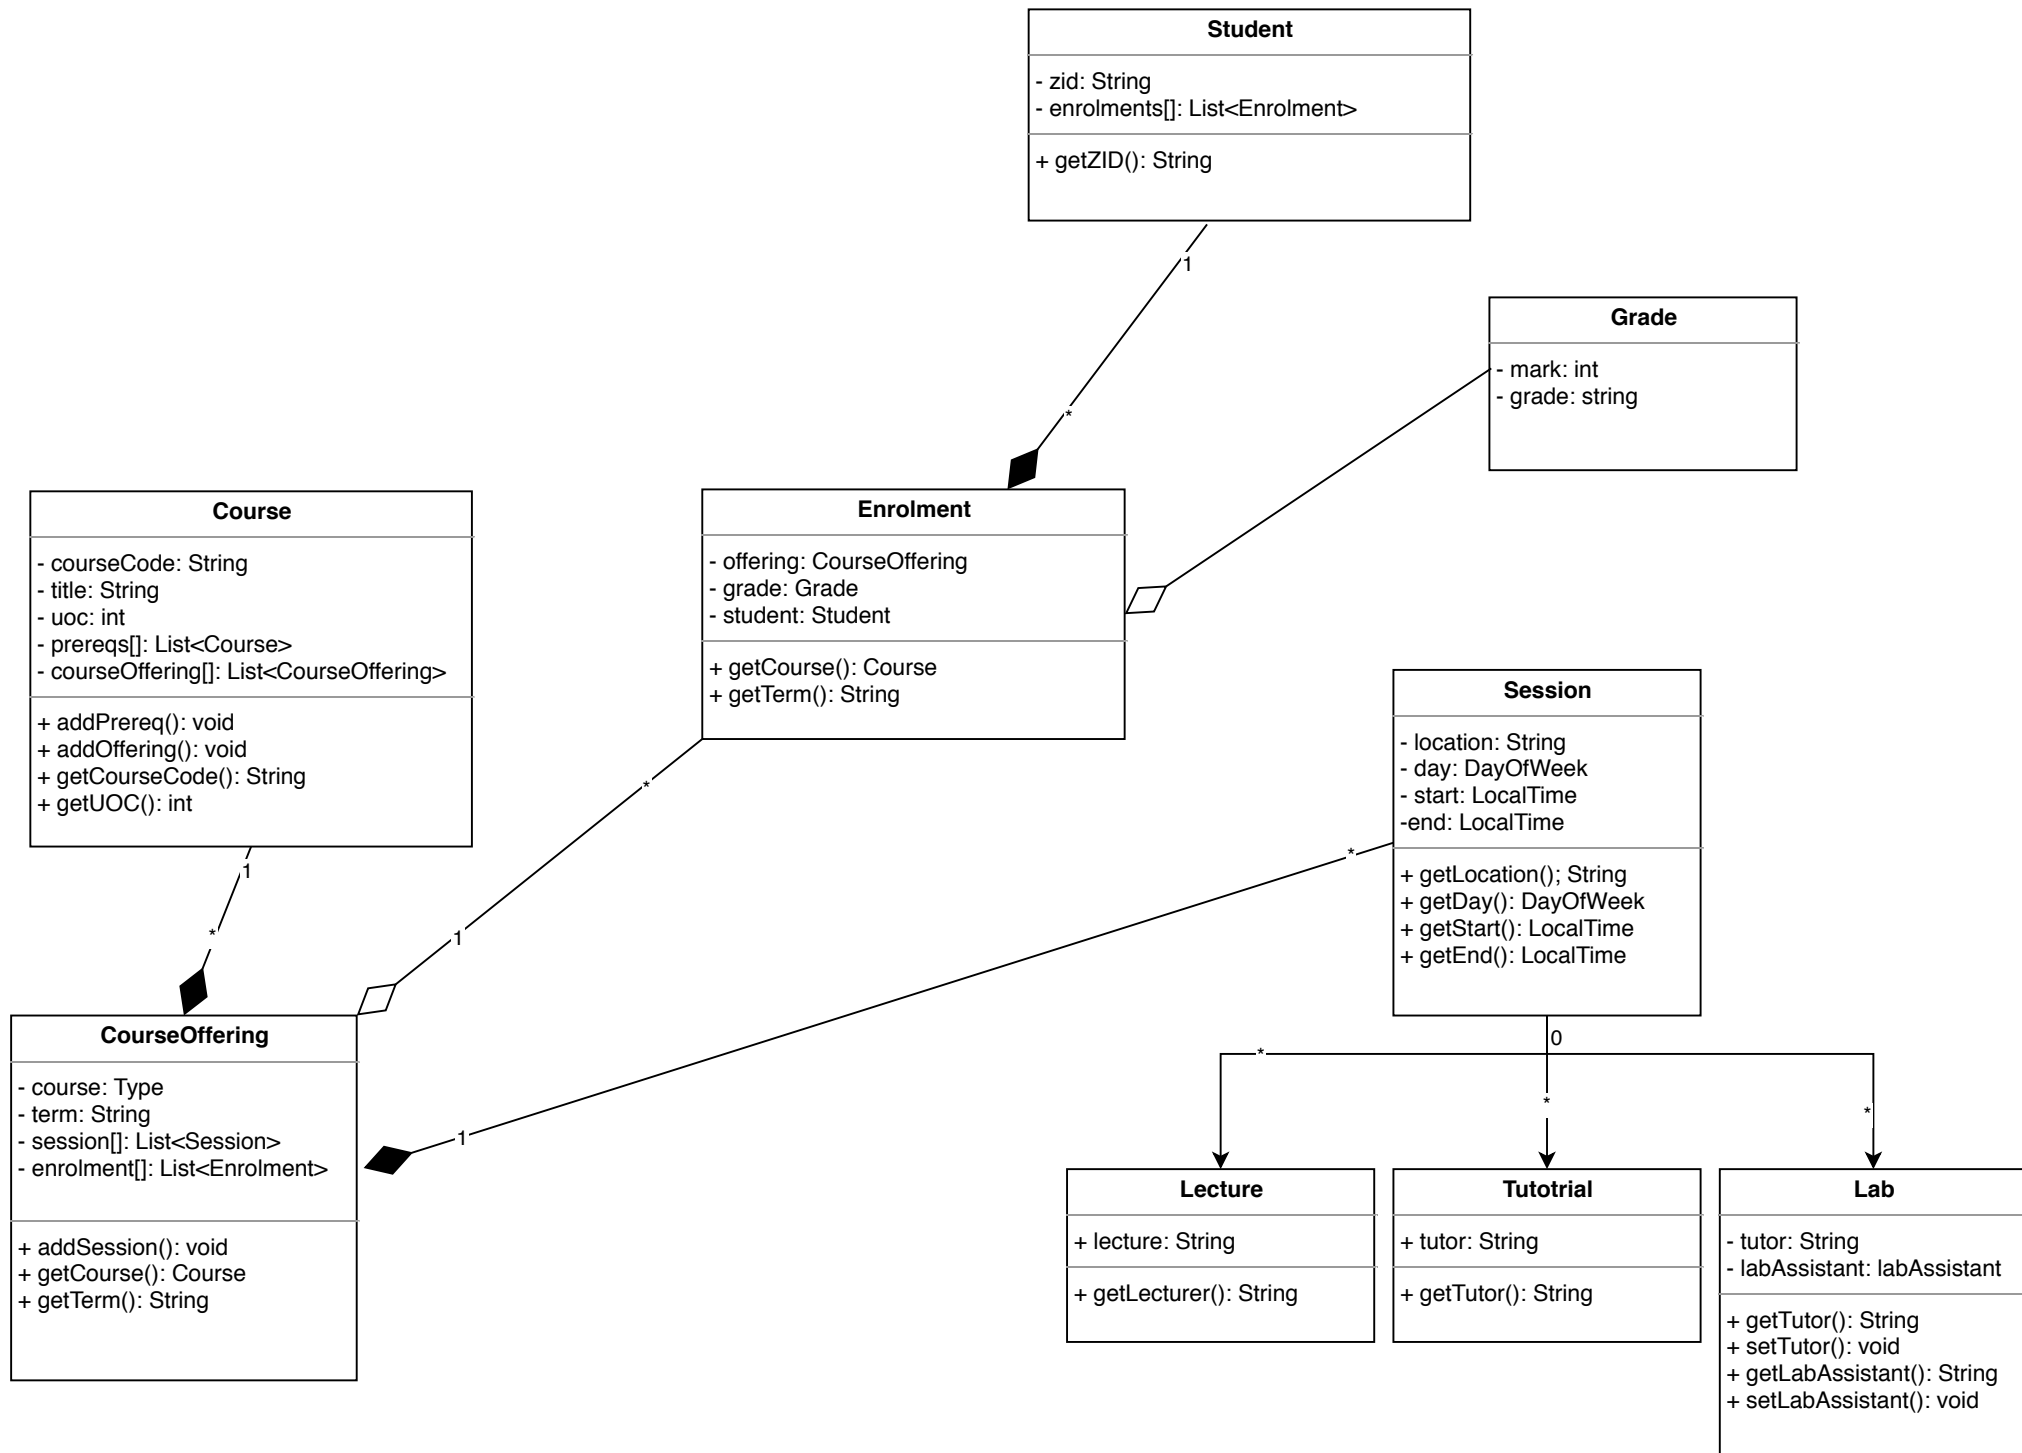 Student
- zid: String
- enrolments[]: List<Enrolment>
+ getZID(): String
1
*
Grade
- mark: int
- grade: string
Course
- courseCode: String
- title: String
- uoc: int
- prereqs[]: List<Course>
- courseOffering[]: List<CourseOffering>
+ addPrereq(): void
+ addOffering(): void
+ getCourseCode(): String
+ getUOC(): int
1
*
Enrolment
- offering: CourseOffering
- grade: Grade
- student: Student
+ getCourse(): Course
+ getTerm(): String
*
1
Session
- location: String
- day: DayOfWeek
- start: LocalTime
-end: LocalTime
+ getLocation(); String
+ getDay(): DayOfWeek
+ getStart(): LocalTime
+ getEnd(): LocalTime
*
1
0
*
*
*
CourseOffering
- course: Type
- term: String
- session[]: List<Session>
- enrolment[]: List<Enrolment>
+ addSession(): void
+ getCourse(): Course
+ getTerm(): String
Lecture
+ lecture: String
+ getLecturer(): String
Tutotrial
+ tutor: String
+ getTutor(): String
Lab
- tutor: String
- labAssistant: labAssistant
+ getTutor(): String
+ setTutor(): void
+ getLabAssistant(): String
+ setLabAssistant(): void